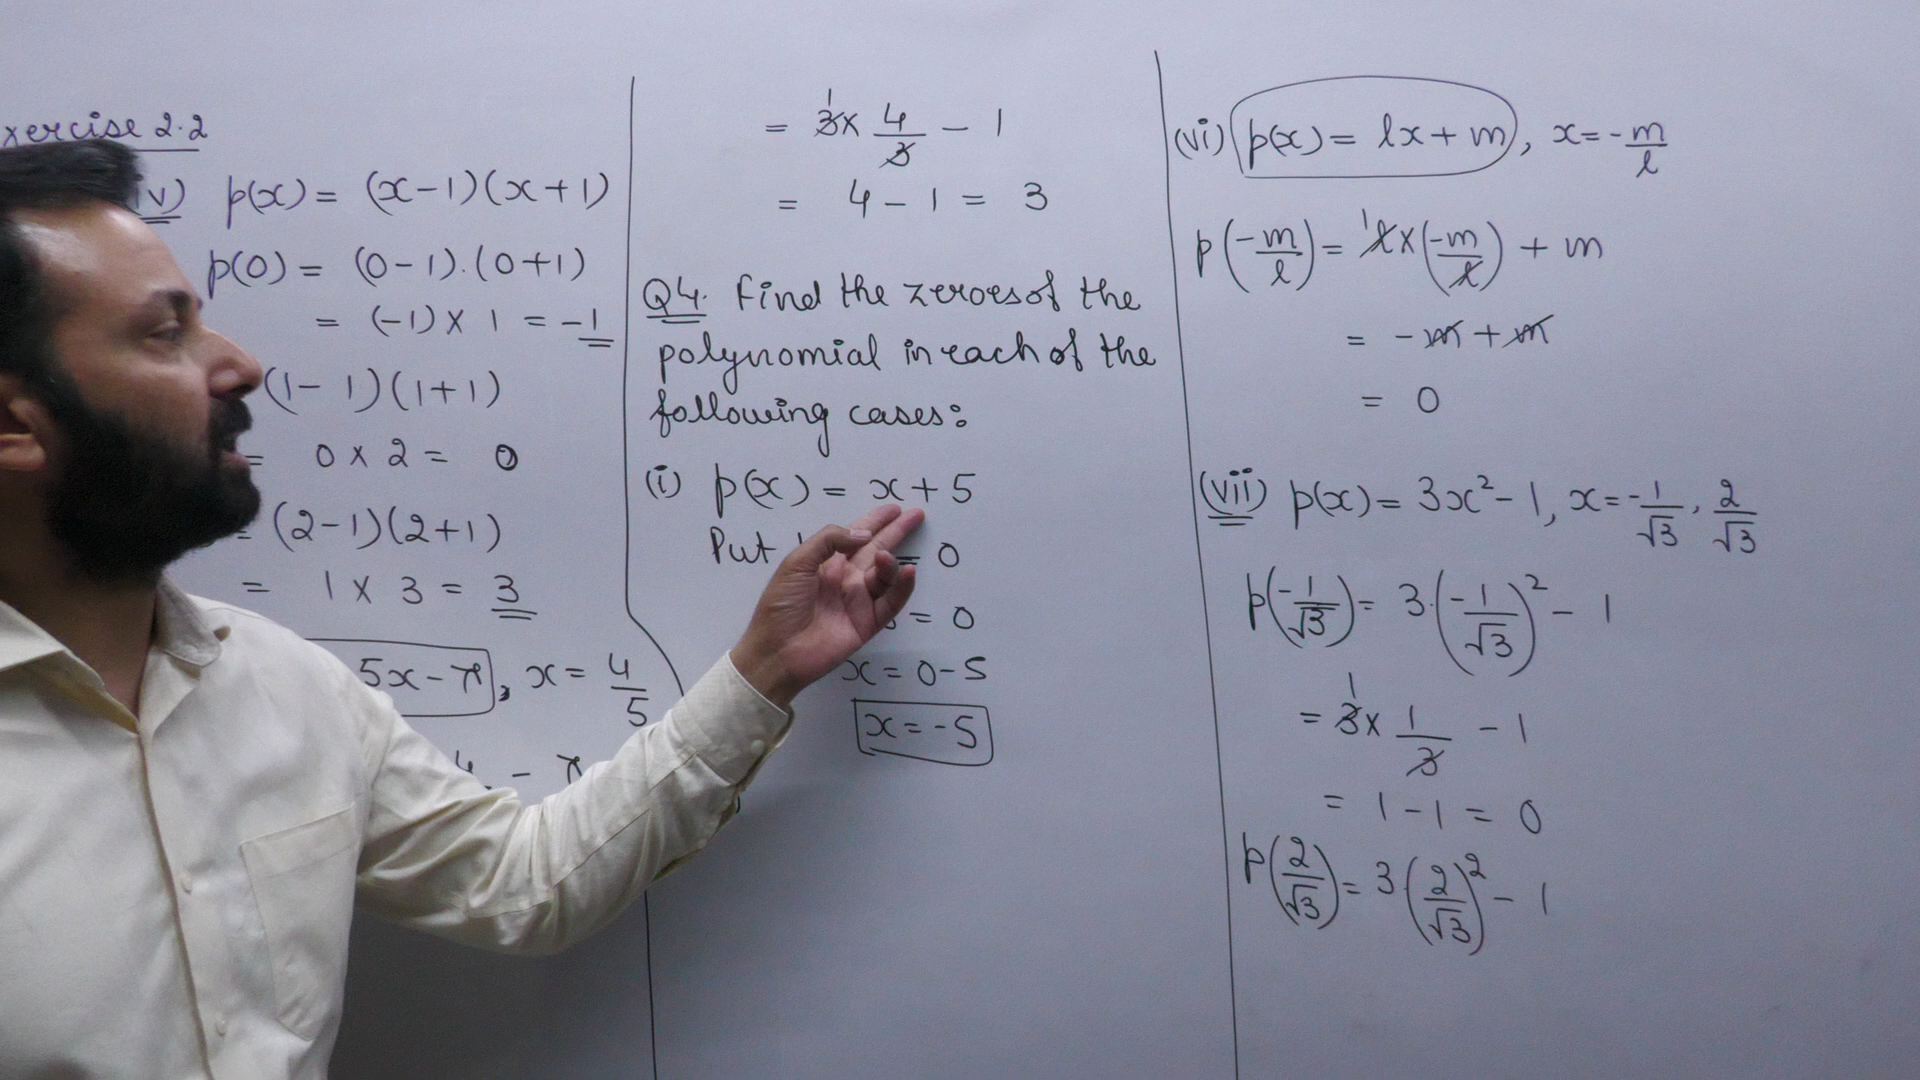 xercise 2.2
v) p(x) = (x-1)(x+1)
p(0) = (0-1).(0+1)
= (-1) x 1 = -1
(1-1)(1+1)
= 0 x 2 = 0
= (2-1)(2+1)
= 1 x 3 = 3
5x-π, x = 4/5
4 - π
= 3 x 4/3 - 1
1
= 4 - 1 = 3
Q4. Find the zeroes of the
polynomial in each of the
following cases:
(i) p(x) = x + 5
Put = 0
= 0
x = 0-5
x = -5
(vi) p(x) = lx + m, x = -m/l
p(-m/l) = l x (-m/l) + m
1
= -m + m
= 0
(vii) p(x) = 3x² - 1, x = -1/√3, 2/√3
p(-1/√3) = 3.(-1/√3)² - 1
1
= 3 x 1/3 - 1
= 1 - 1 = 0
p(2/√3) = 3.(2/√3)² - 1